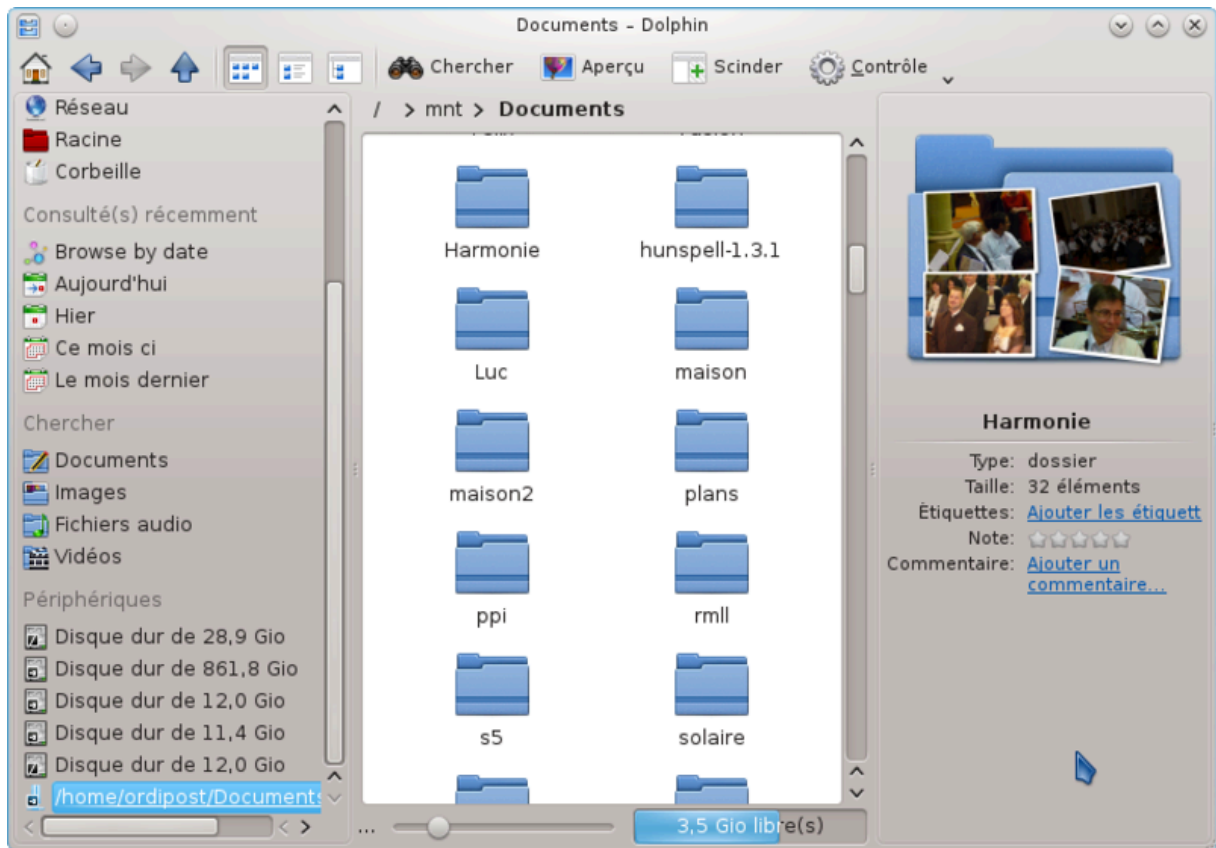 Documents – Dolphin
Chercher Aperçu Scinder Contrôle
Réseau
Racine
Corbeille
Consulté(s) récemment
Browse by date
Aujourd'hui
Hier
Ce mois ci
Le mois dernier
Chercher
Documents
Images
Fichiers audio
Vidéos
Périphériques
Disque dur de 28,9 Gio
Disque dur de 861,8 Gio
Disque dur de 12,0 Gio
Disque dur de 11,4 Gio
Disque dur de 12,0 Gio
/home/ordipost/Documents
/ > mnt > Documents
Harmonie hunspell-1.3.1
Luc maison
maison2 plans
ppi rmll
s5 solaire
... 3,5 Gio libre(s)
Harmonie
Type: dossier
Taille: 32 éléments
Étiquettes: Ajouter les étiquett
Note:
Commentaire: Ajouter un
commentaire...